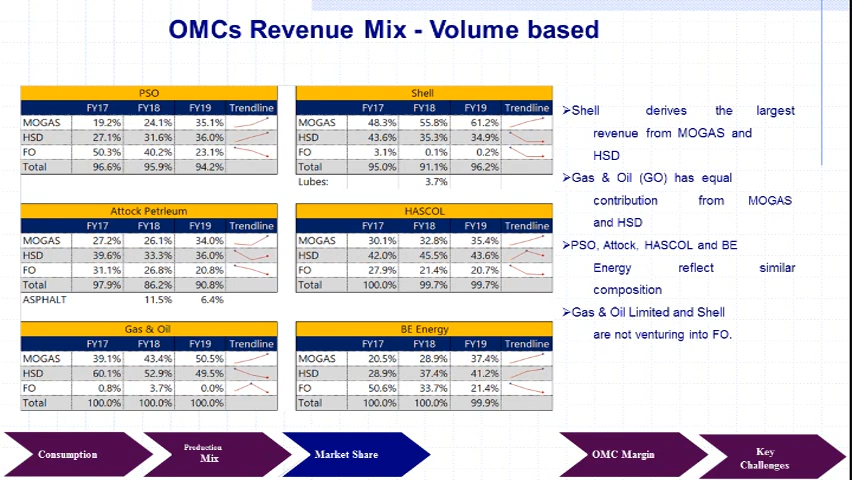 OMCs Revenue Mix - Volume based
PSO
FY17 FY18 FY19 Trendline
MOGAS 19.2% 24.1% 35.1%
HSD 27.1% 31.6% 36.0%
FO 50.3% 40.2% 23.1%
Total 96.6% 95.9% 94.2%
Shell
FY17 FY18 FY19 Trendline
MOGAS 48.3% 55.8% 61.2%
HSD 43.6% 35.3% 34.9%
FO 3.1% 0.1% 0.2%
Total 95.0% 91.1% 96.2%
Lubes: 3.7%
Attock Petrleum
FY17 FY18 FY19 Trendline
MOGAS 27.2% 26.1% 34.0%
HSD 39.6% 33.3% 36.0%
FO 31.1% 26.8% 20.8%
Total 97.9% 86.2% 90.8%
ASPHALT 11.5% 6.4%
HASCOL
FY17 FY18 FY19 Trendline
MOGAS 30.1% 32.8% 35.4%
HSD 42.0% 45.5% 43.6%
FO 27.9% 21.4% 20.7%
Total 100.0% 99.7% 99.7%
Gas & Oil
FY17 FY18 FY19 Trendline
MOGAS 39.1% 43.4% 50.5%
HSD 60.1% 52.9% 49.5%
FO 0.8% 3.7% 0.0%
Total 100.0% 100.0% 100.0%
BE Energy
FY17 FY18 FY19 Trendline
MOGAS 20.5% 28.9% 37.4%
HSD 28.9% 37.4% 41.2%
FO 50.6% 33.7% 21.4%
Total 100.0% 100.0% 99.9%
➢Shell derives the largest
revenue from MOGAS and
HSD
➢Gas & Oil (GO) has equal
contribution from MOGAS
and HSD
➢PSO, Attock, HASCOL and BE
Energy reflect similar
composition
➢Gas & Oil Limited and Shell
are not venturing into FO.
Consumption
Production
Mix
Market Share
OMC Margin
Key
Challenges